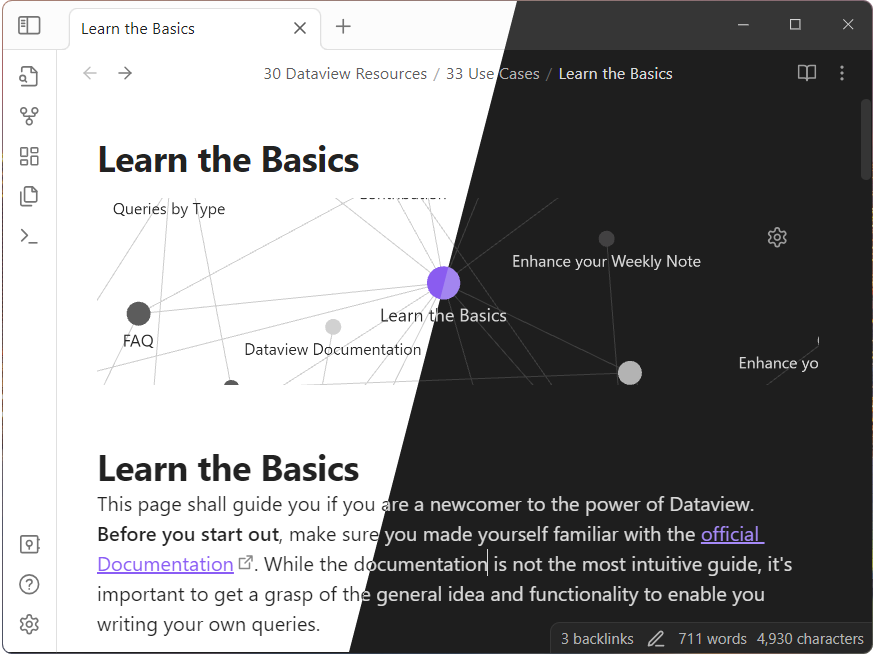 Learn the Basics
30 Dataview Resources / 33 Use Cases / Learn the Basics
Learn the Basics
Contribution
Queries by Type
Enhance your Weekly Note
Learn the Basics
FAQ
Dataview Documentation
Enhance yo
Learn the Basics
This page shall guide you if you are a newcomer to the power of Dataview.
Before you start out, make sure you made yourself familiar with the official
Documentation. While the documentation is not the most intuitive guide, it's
important to get a grasp of the general idea and functionality to enable you
writing your own queries.
3 backlinks 711 words 4,930 characters